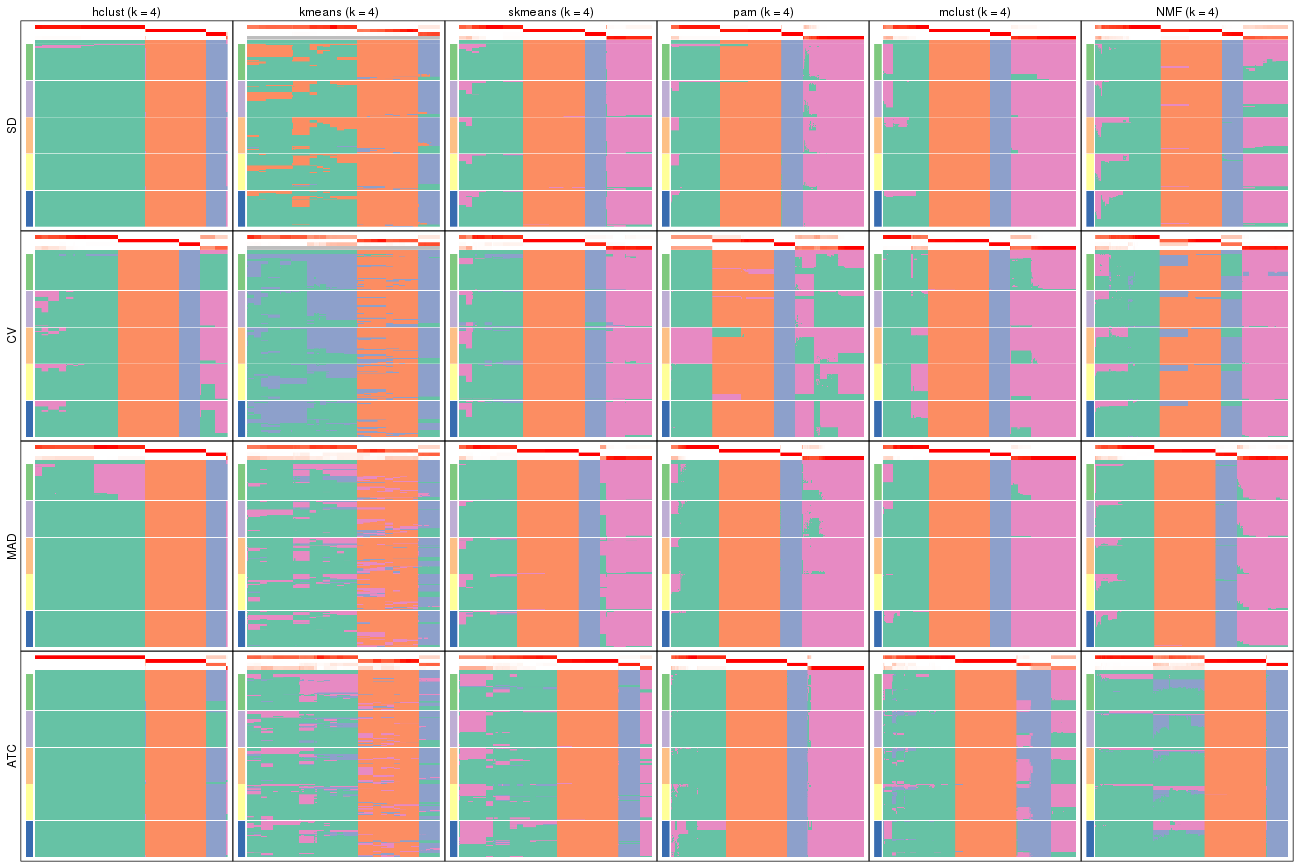 hclust (k = 4)
kmeans (k = 4)
skmeans (k = 4)
pam (k = 4)
mclust (k = 4)
NMF (k = 4)
SD
CV
MAD
ATC